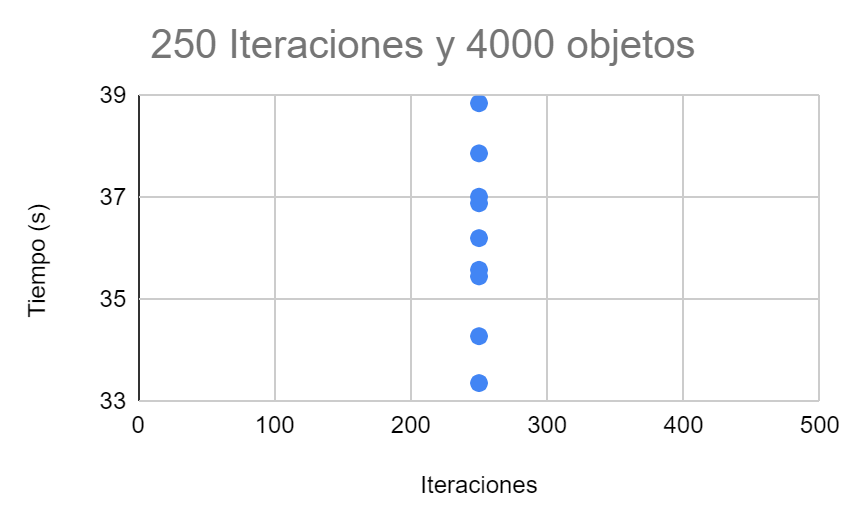 250 Iteraciones y 4000 objetos
39
37
35
33
Tiempo (s)
0 100 200 300 400 500
Iteraciones